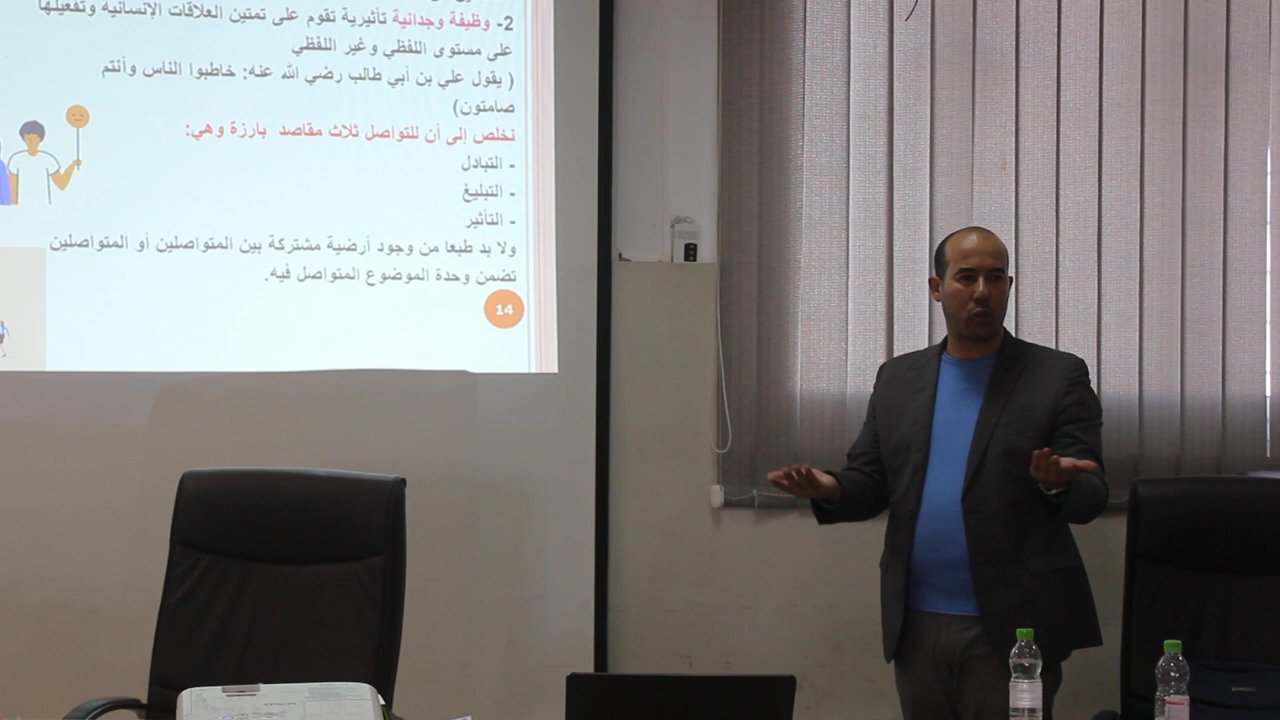 2- وظيفة وجدانية تأثيرية تقوم على تمتين العلاقات الإنسانية وتفعيلها
على مستوى اللفظي وغير اللفظي
( يقول علي بن أبي طالب رضي الله عنه: خاطبوا الناس وأنتم
صامتون)
نخلص إلى أن للتواصل ثلاث مقاصد بارزة وهي:
- التبادل
- التبليغ
- التأثير
ولا بد طبعا من وجود أرضية مشتركة بين المتواصلين أو المتواصلين
تضمن وحدة الموضوع المتواصل فيه.
14